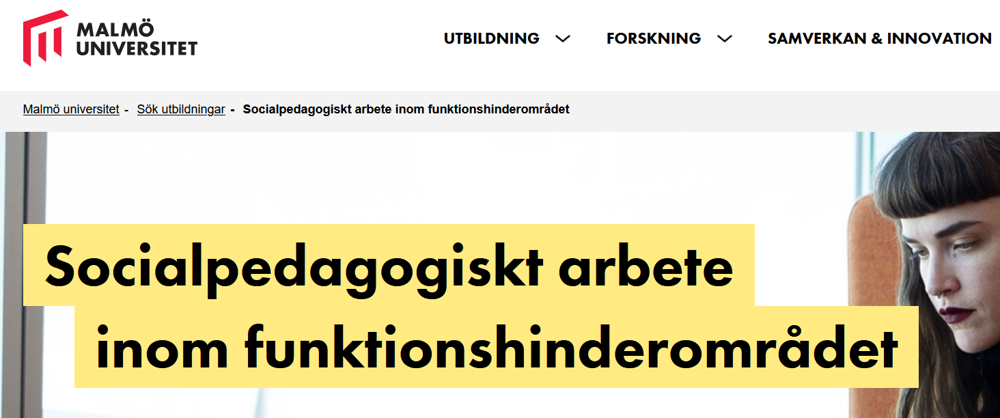 MALMÖ
UNIVERSITET
UTBILDNING FORSKNING SAMVERKAN & INNOVATION
Malmö universitet - Sök utbildningar - Socialpedagogiskt arbete inom funktionshinderområdet
Socialpedagogiskt arbete
inom funktionshinderområdet